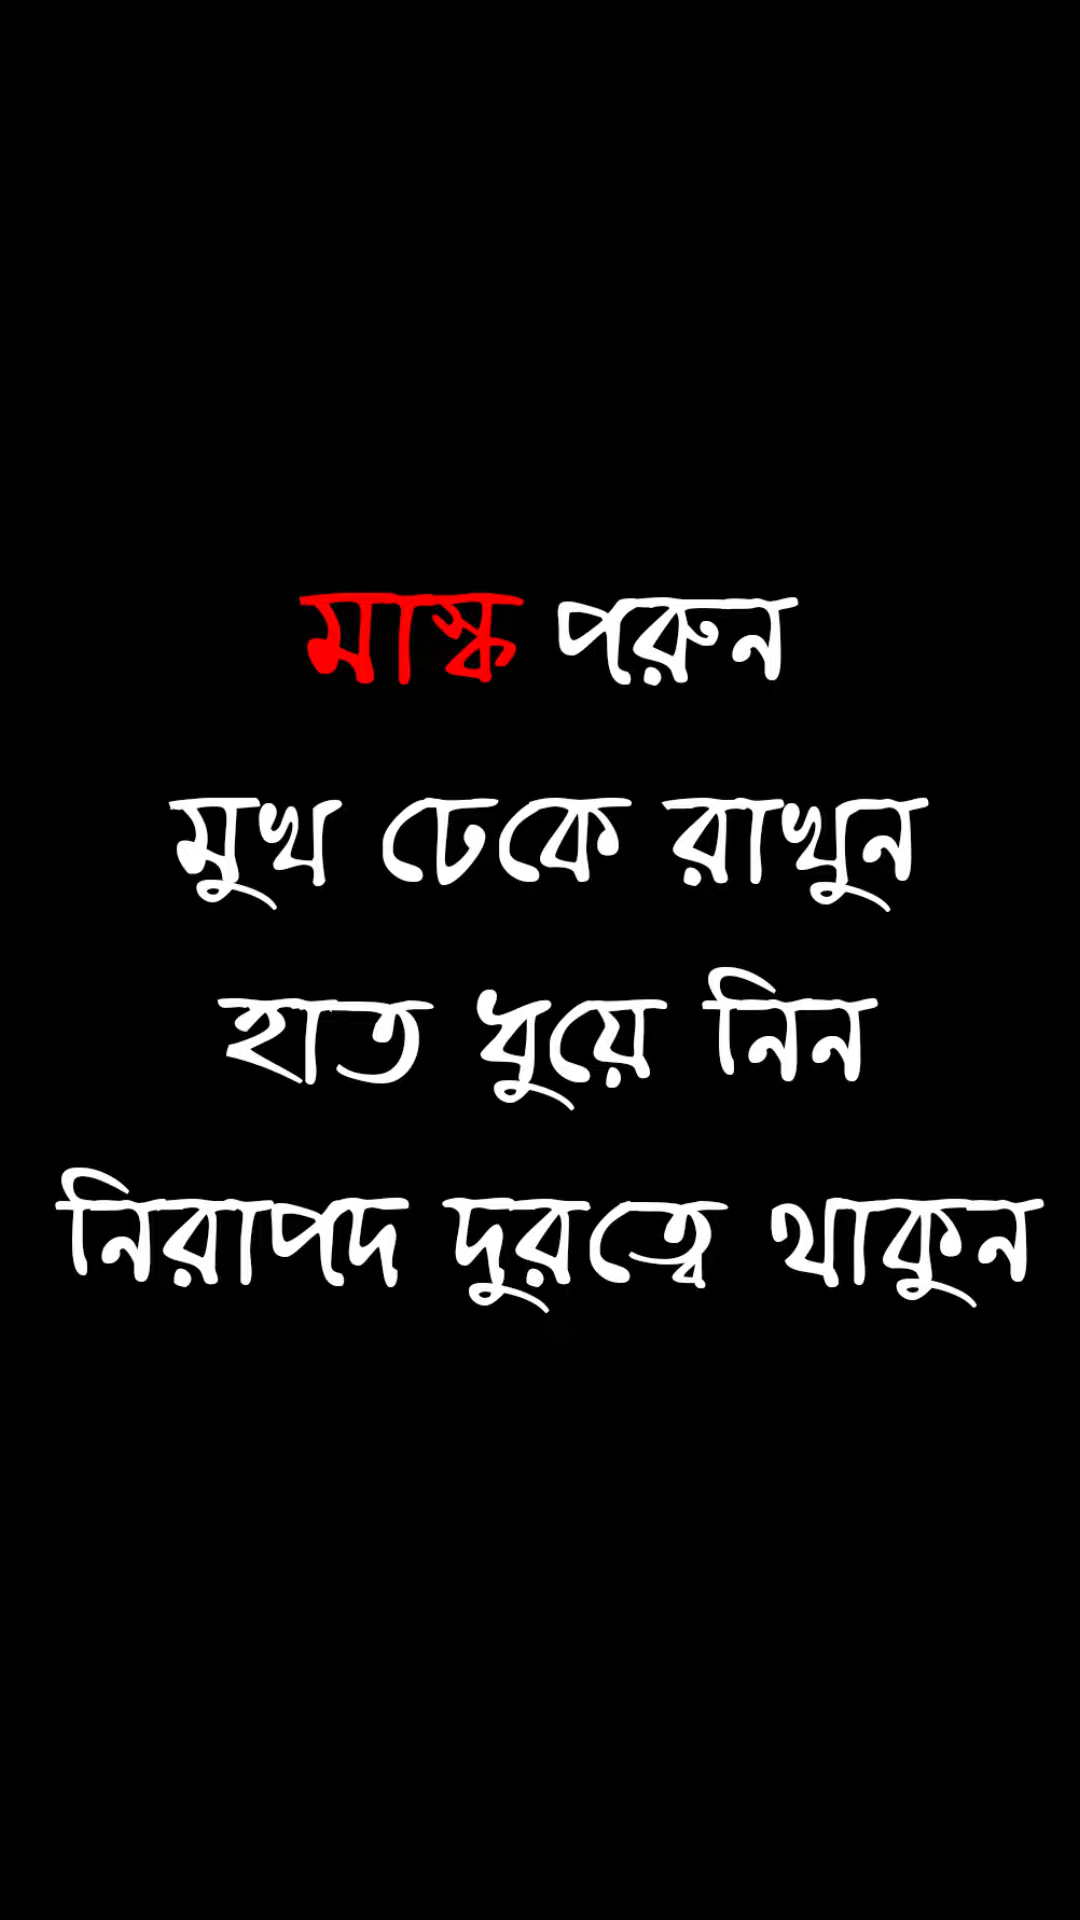 মাস্ক পরুন
মুখ ঢেকে রাখুন
হাত ধুয়ে নিন
নিরাপদ দুরত্বে থাকুন